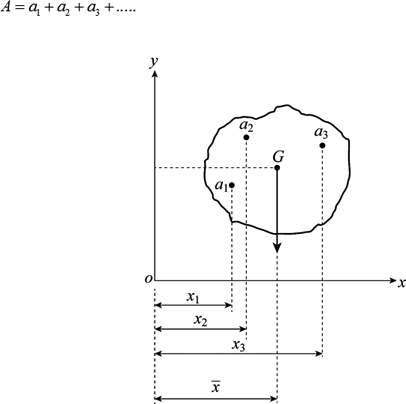 A = a₁ + a₂ + a₃ + .....
y
a₂
a₃
G
a₁
o
x
x₁
x₂
x₃
x̅